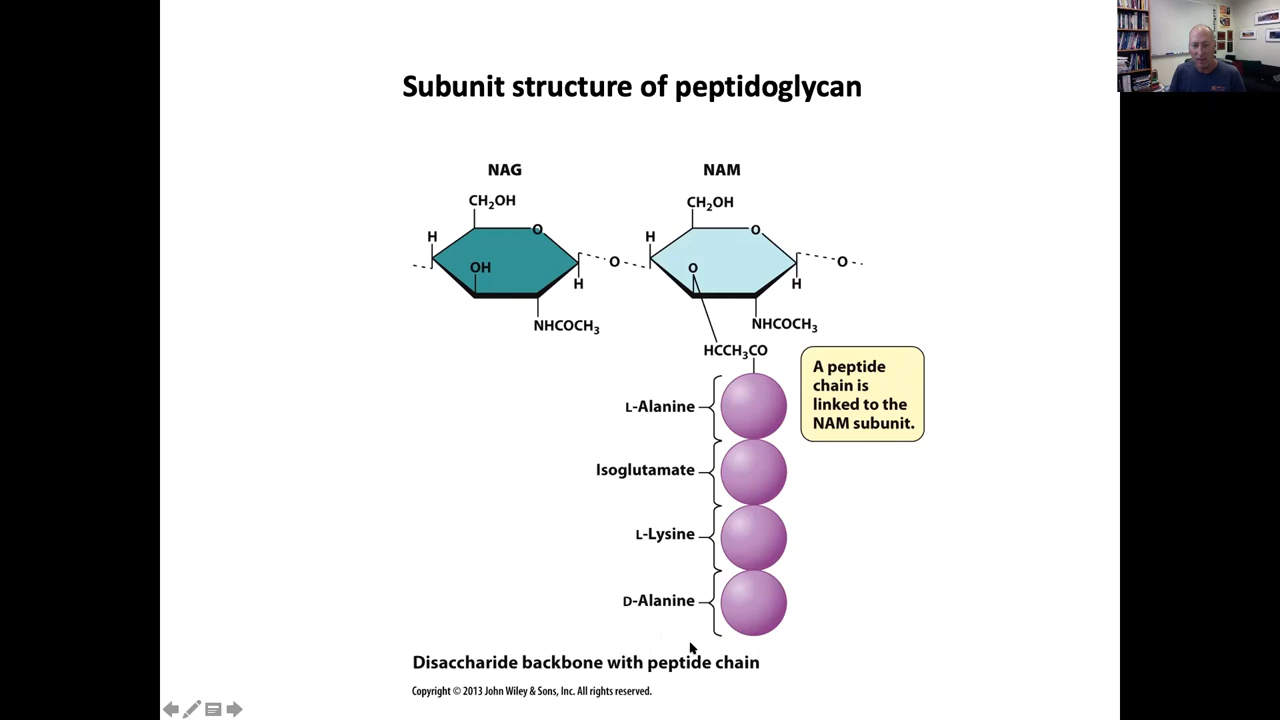 Subunit structure of peptidoglycan
NAG
NAM
CH₂OH
CH₂OH
H
O
H
O
OH
O
O
O
H
H
NHCOCH₃
NHCOCH₃
HCCH₃CO
A peptide
chain is
linked to the
NAM subunit.
L-Alanine
Isoglutamate
L-Lysine
D-Alanine
Disaccharide backbone with peptide chain
Copyright © 2013 John Wiley & Sons, Inc. All rights reserved.